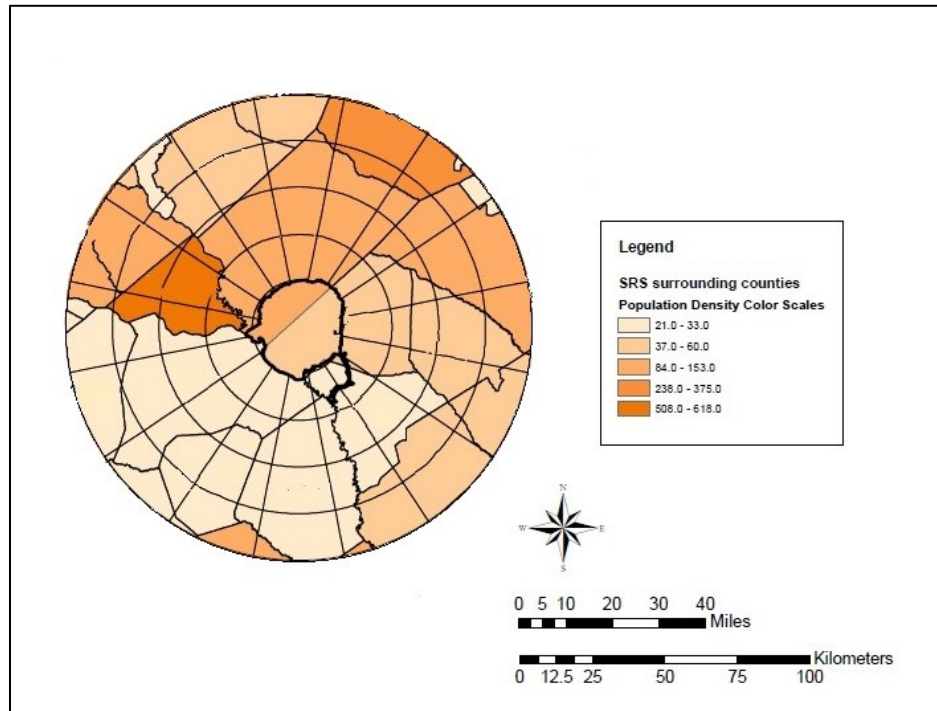 Legend
SRS surrounding counties
Population Density Color Scales
21.0 - 33.0
37.0 - 60.0
84.0 - 153.0
238.0 - 375.0
508.0 - 618.0
N
W E
S
0 5 10 20 30 40
Miles
Kilometers
0 12.5 25 50 75 100